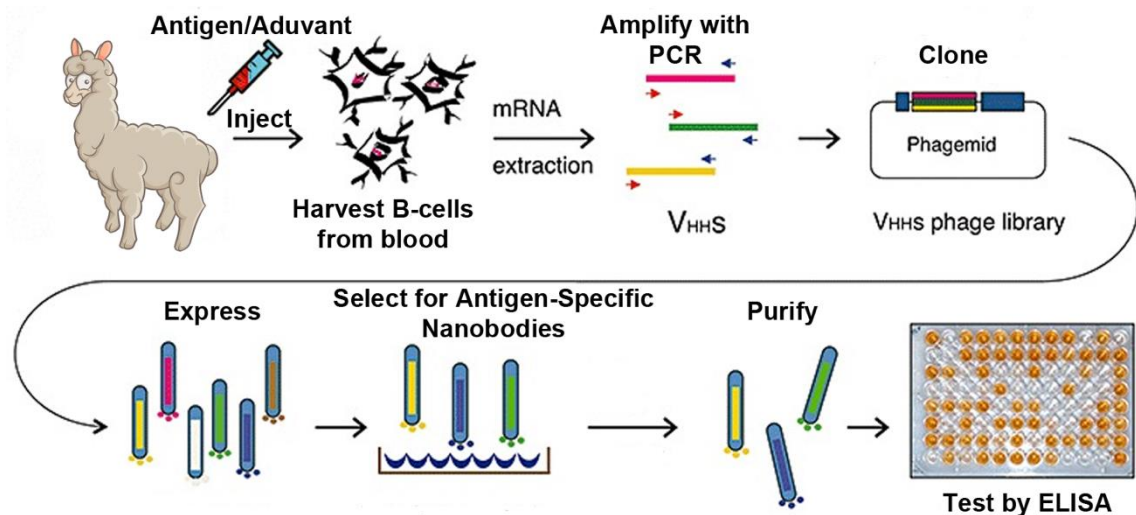 Antigen/Aduvant
Inject
Harvest B-cells
from blood
mRNA
extraction
Amplify with
PCR
VHHS
Clone
Phagemid
VHHS phage library
Express
Select for Antigen-Specific
Nanobodies
Purify
Test by ELISA